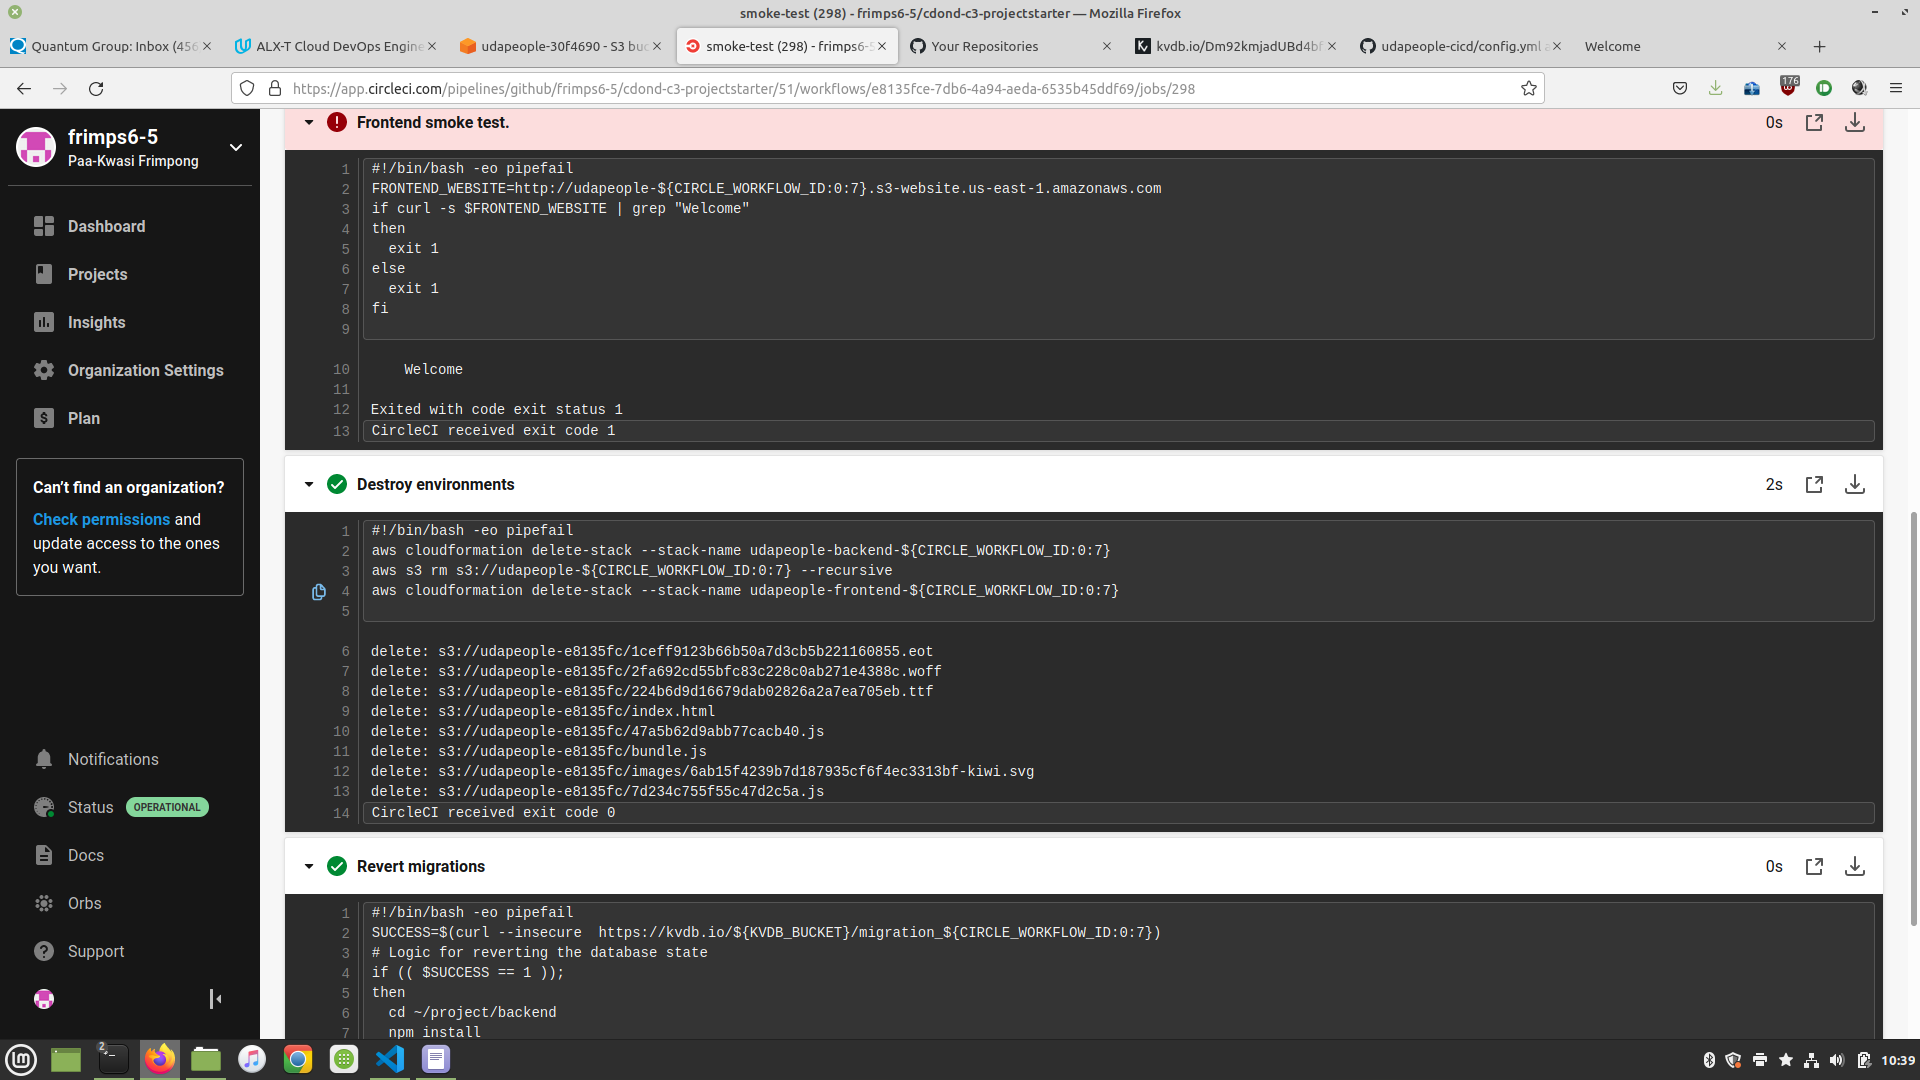 smoke-test (298) - frimps6-5/cdond-c3-projectstarter — Mozilla Firefox
Quantum Group: Inbox (456
ALX-T Cloud DevOps Engine
udapeople-30f4690 - S3 buc
smoke-test (298) - frimps6-5
Your Repositories
kvdb.io/Dm92kmjadUBd4bf
udapeople-cicd/config.yml a
Welcome
https://app.circleci.com/pipelines/github/frimps6-5/cdond-c3-projectstarter/51/workflows/e8135fce-7db6-4a94-aeda-6535b45ddf69/jobs/298
176
frimps6-5
Paa-Kwasi Frimpong
Dashboard
Projects
Insights
Organization Settings
Plan
Can't find an organization?
Check permissions and
update access to the ones
you want.
Notifications
Status OPERATIONAL
Docs
Orbs
Support
Frontend smoke test.
0s
1 #!/bin/bash -eo pipefail
2 FRONTEND_WEBSITE=http://udapeople-${CIRCLE_WORKFLOW_ID:0:7}.s3-website.us-east-1.amazonaws.com
3 if curl -s $FRONTEND_WEBSITE | grep "Welcome"
4 then
5   exit 1
6 else
7   exit 1
8 fi
9
10     Welcome
11
12 Exited with code exit status 1
13 CircleCI received exit code 1
Destroy environments
2s
1 #!/bin/bash -eo pipefail
2 aws cloudformation delete-stack --stack-name udapeople-backend-${CIRCLE_WORKFLOW_ID:0:7}
3 aws s3 rm s3://udapeople-${CIRCLE_WORKFLOW_ID:0:7} --recursive
4 aws cloudformation delete-stack --stack-name udapeople-frontend-${CIRCLE_WORKFLOW_ID:0:7}
5
6 delete: s3://udapeople-e8135fc/1ceff9123b66b50a7d3cb5b221160855.eot
7 delete: s3://udapeople-e8135fc/2fa692cd55bfc83c228c0ab271e4388c.woff
8 delete: s3://udapeople-e8135fc/224b6d9d16679dab02826a2a7ea705eb.ttf
9 delete: s3://udapeople-e8135fc/index.html
10 delete: s3://udapeople-e8135fc/47a5b62d9abb77cacb40.js
11 delete: s3://udapeople-e8135fc/bundle.js
12 delete: s3://udapeople-e8135fc/images/6ab15f4239b7d187935cf6f4ec3313bf-kiwi.svg
13 delete: s3://udapeople-e8135fc/7d234c755f55c47d2c5a.js
14 CircleCI received exit code 0
Revert migrations
0s
1 #!/bin/bash -eo pipefail
2 SUCCESS=$(curl --insecure  https://kvdb.io/${KVDB_BUCKET}/migration_${CIRCLE_WORKFLOW_ID:0:7})
3 # Logic for reverting the database state
4 if (( $SUCCESS == 1 ));
5 then
6   cd ~/project/backend
7   npm install
2
10:39